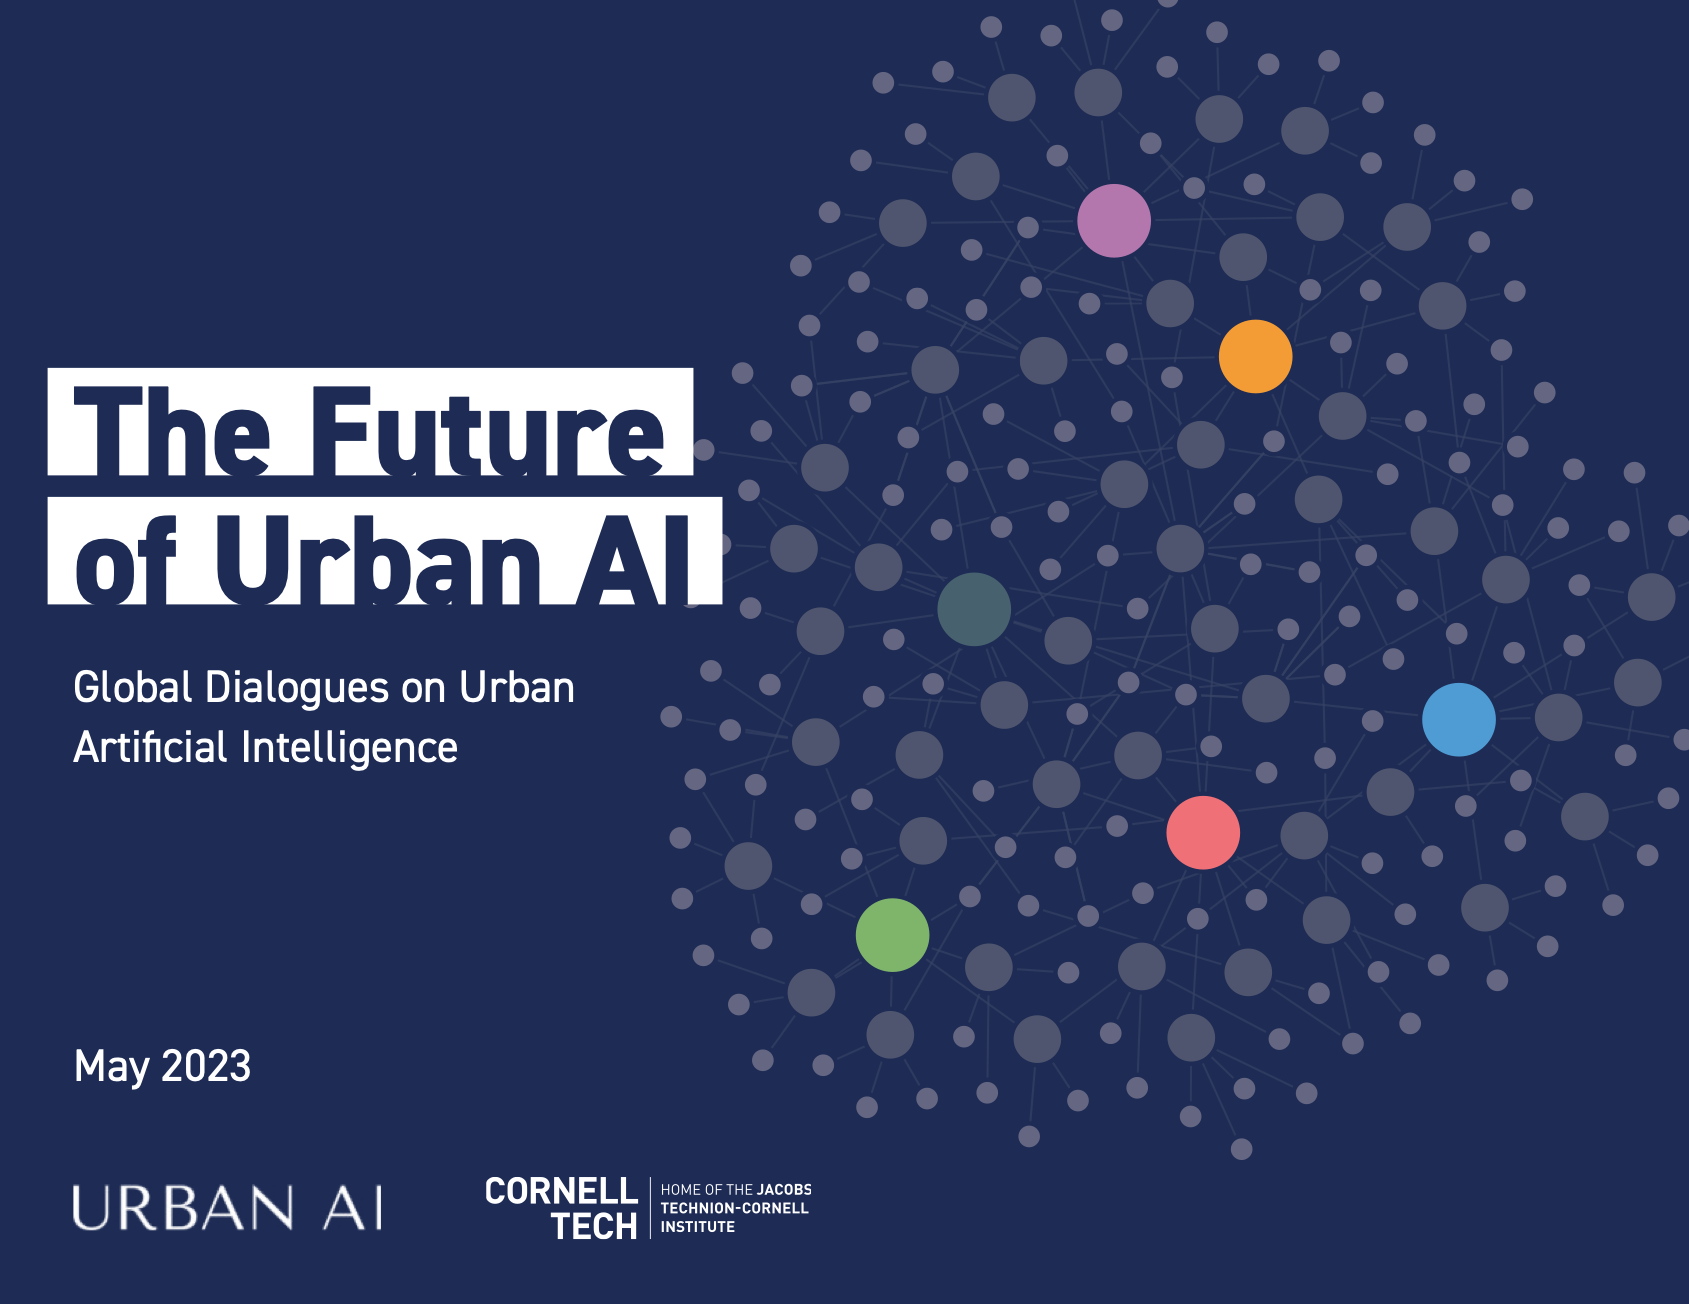 The Future
of Urban AI
Global Dialogues on Urban
Artificial Intelligence
May 2023
URBAN AI
CORNELL
TECH
HOME OF THE JACOBS
TECHNION-CORNELL
INSTITUTE